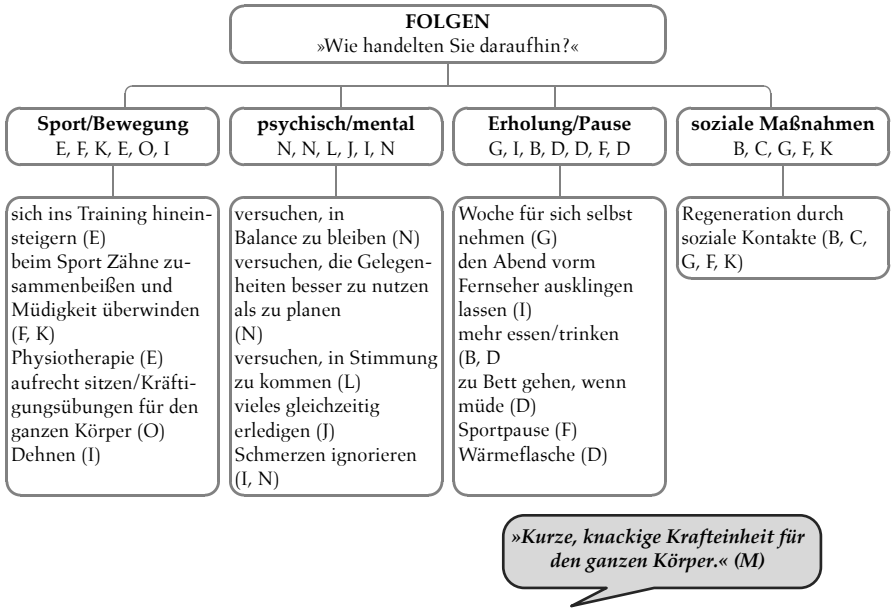 FOLGEN
»Wie handelten Sie daraufhin?«
Sport/Bewegung
E, F, K, E, O, I
psychisch/mental
N, N, L, J, I, N
Erholung/Pause
G, I, B, D, D, F, D
soziale Maßnahmen
B, C, G, F, K
sich ins Training hinein-
steigern (E)
beim Sport Zähne zu-
sammenbeißen und
Müdigkeit überwinden
(F, K)
Physiotherapie (E)
aufrecht sitzen/Kräfti-
gungsübungen für den
ganzen Körper (O)
Dehnen (I)
versuchen, in
Balance zu bleiben (N)
versuchen, die Gelegen-
heiten besser zu nutzen
als zu planen
(N)
versuchen, in Stimmung
zu kommen (L)
vieles gleichzeitig
erledigen (J)
Schmerzen ignorieren
(I, N)
Woche für sich selbst
nehmen (G)
den Abend vorm
Fernseher ausklingen
lassen (I)
mehr essen/trinken
(B, D
zu Bett gehen, wenn
müde (D)
Sportpause (F)
Wärmeflasche (D)
Regeneration durch
soziale Kontakte (B, C,
G, F, K)
»Kurze, knackige Krafteinheit für
den ganzen Körper.« (M)